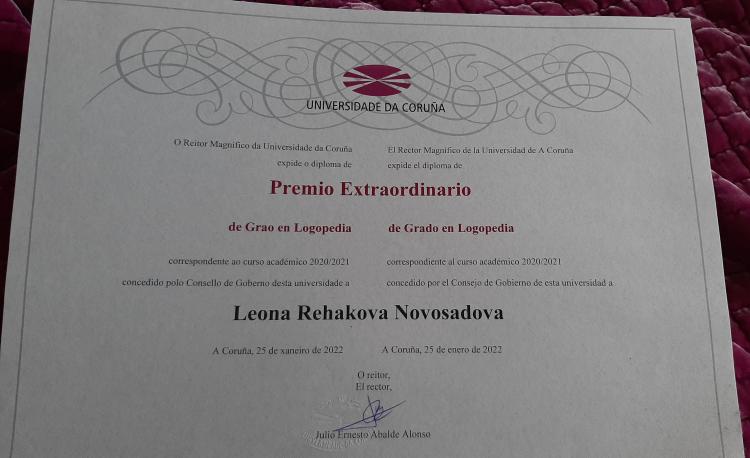 UNIVERSIDADE DA CORUÑA
O Reitor Magnífico da Universidade da Coruña
expide o diploma de
El Rector Magnífico de la Universidad de A Coruña
expide el diploma de
Premio Extraordinario
de Grao en Logopedia
de Grado en Logopedia
correspondente ao curso académico 2020/2021
concedido polo Consello de Goberno desta universidade a
correspondiente al curso académico 2020/2021
concedido por el Consejo de Gobierno de esta universidad a
Leona Rehakova Novosadova
A Coruña, 25 de xaneiro de 2022
A Coruña, 25 de enero de 2022
O reitor,
El rector,
Julio Ernesto Abalde Alonso